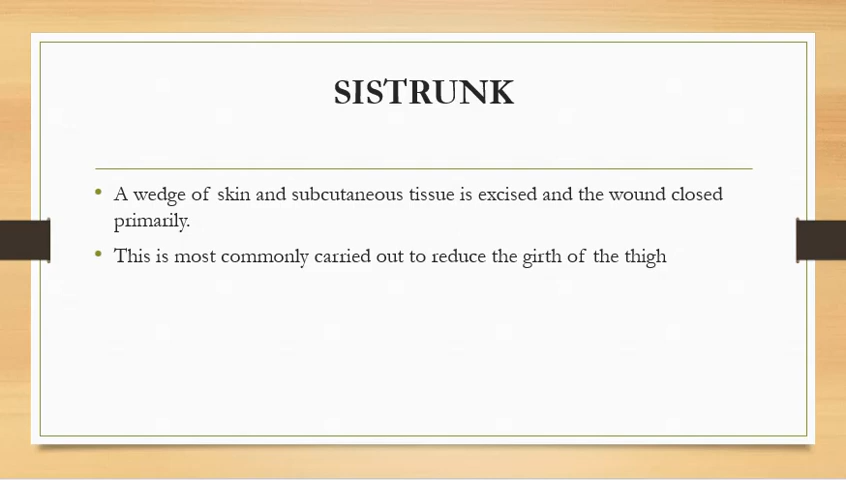 SISTRUNK
• A wedge of skin and subcutaneous tissue is excised and the wound closed
primarily.
• This is most commonly carried out to reduce the girth of the thigh